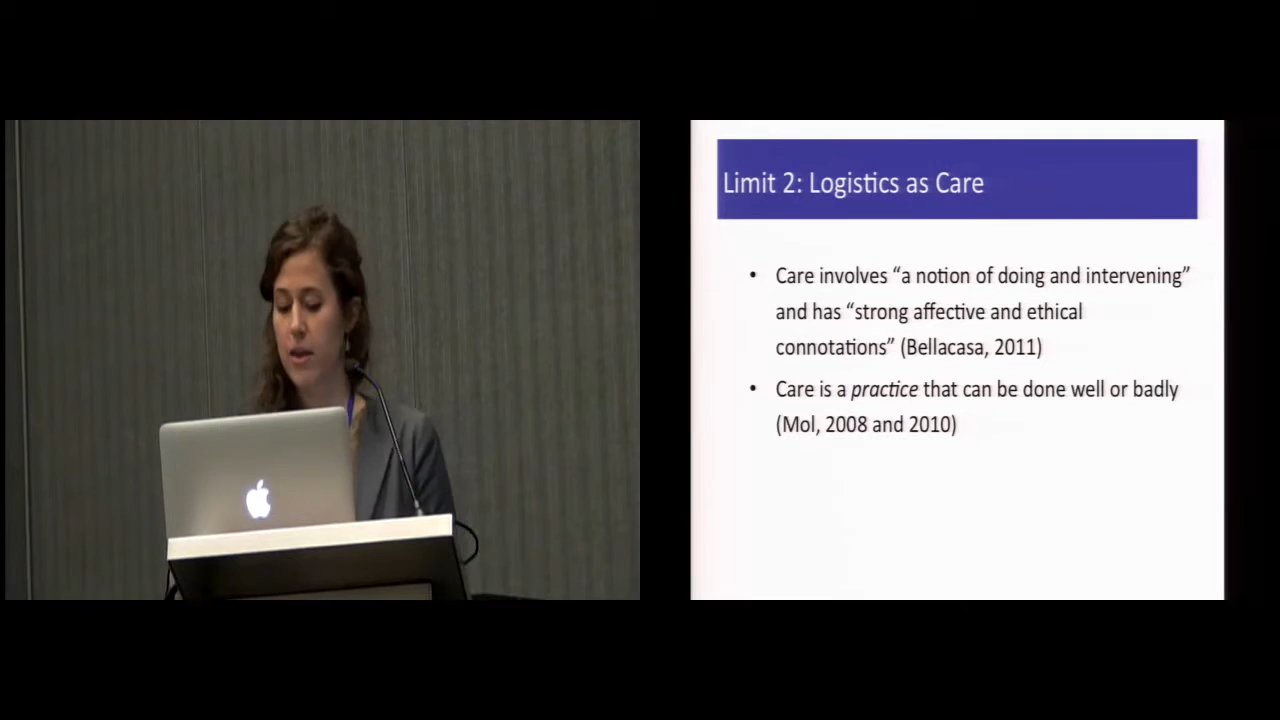 Limit 2: Logistics as Care
• Care involves “a notion of doing and intervening”
and has “strong affective and ethical
connotations” (Bellacasa, 2011)
• Care is a practice that can be done well or badly
(Mol, 2008 and 2010)